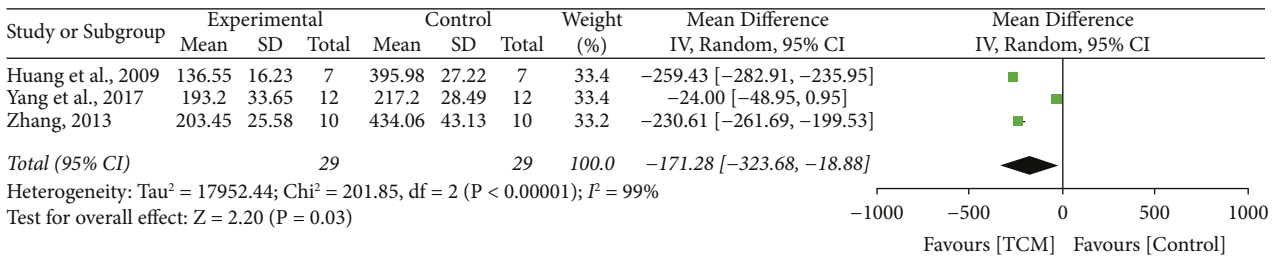 Study or Subgroup Experimental Control Weight (%) Mean Difference IV, Random, 95% CI Mean Difference IV, Random, 95% CI
Mean SD Total Mean SD Total
Huang et al., 2009 136.55 16.23 7 395.98 27.22 7 33.4 −259.43 [−282.91, −235.95]
Yang et al., 2017 193.2 33.65 12 217.2 28.49 12 33.4 −24.00 [−48.95, 0.95]
Zhang, 2013 203.45 25.58 10 434.06 43.13 10 33.2 −230.61 [−261.69, −199.53]
Total (95% CI) 29 29 100.0 −171.28 [−323.68, −18.88]
Heterogeneity: Tau² = 17952.44; Chi² = 201.85, df = 2 (P < 0.00001); I² = 99%
Test for overall effect: Z = 2.20 (P = 0.03)
−1000 −500 0 500 1000
Favours [TCM] Favours [Control]